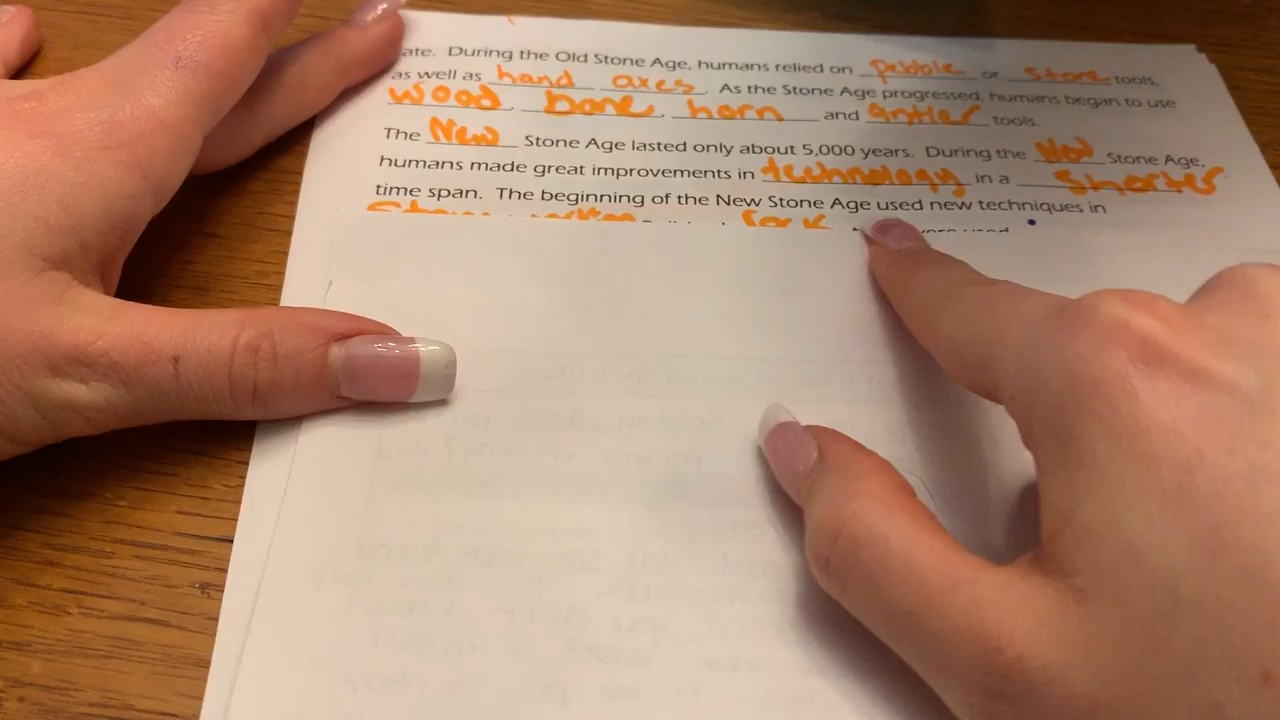 ate. During the Old Stone Age, humans relied on pebble or stone tools,
as well as hand axes. As the Stone Age progressed, humans began to use
wood, bone, horn and antler tools.
The New Stone Age lasted only about 5,000 years. During the New Stone Age,
humans made great improvements in technology in a shorter
time span. The beginning of the New Stone Age used new techniques in